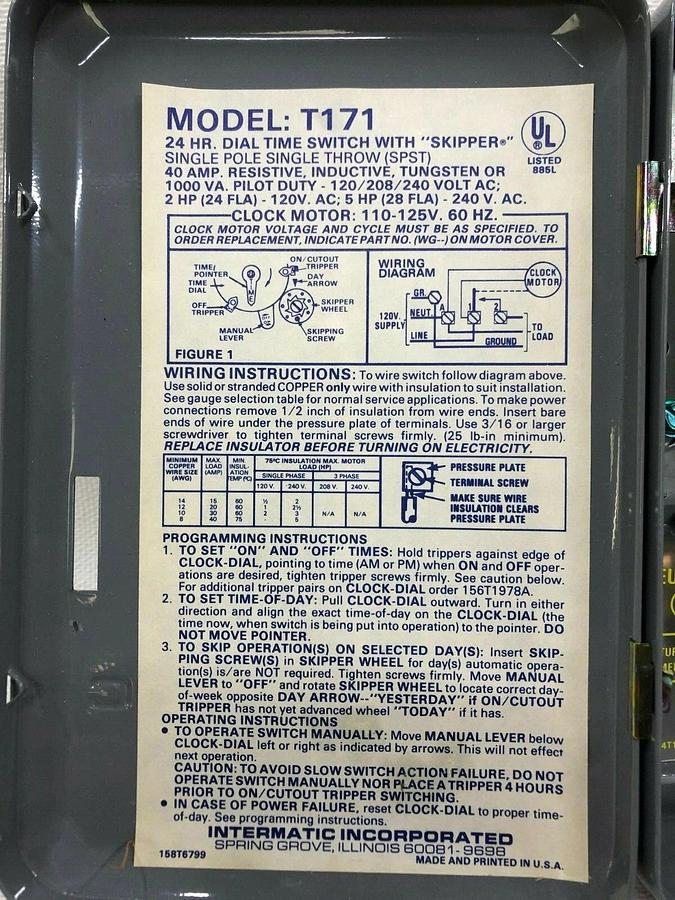 MODEL: T171
24 HR. DIAL TIME SWITCH WITH "SKIPPER®"
SINGLE POLE SINGLE THROW (SPST)
40 AMP. RESISTIVE, INDUCTIVE, TUNGSTEN OR
1000 VA. PILOT DUTY - 120/208/240 VOLT AC;
2 HP (24 FLA) - 120V. AC; 5 HP (28 FLA) - 240 V. AC.
UL
®
LISTED
885L
CLOCK MOTOR: 110-125V. 60 HZ.
CLOCK MOTOR VOLTAGE AND CYCLE MUST BE AS SPECIFIED. TO
ORDER REPLACEMENT, INDICATE PART NO. (WG--) ON MOTOR COVER.
ON/CUTOUT
TRIPPER
TIME
POINTER
TIME
DIAL
DAY
ARROW
OFF
TRIPPER
SKIPPER
WHEEL
MANUAL
LEVER
SKIPPING
SCREW
FIGURE 1
WIRING
DIAGRAM
CLOCK
MOTOR
GR.
120V.
SUPPLY
NEUT.
A
1
2
LINE
GROUND
TO
LOAD
WIRING INSTRUCTIONS: To wire switch follow diagram above.
Use solid or stranded COPPER only wire with insulation to suit installation.
See gauge selection table for normal service applications. To make power
connections remove 1/2 inch of insulation from wire ends. Insert bare
ends of wire under the pressure plate of terminals. Use 3/16 or larger
screwdriver to tighten terminal screws firmly. (25 lb-in minimum).
REPLACE INSULATOR BEFORE TURNING ON ELECTRICITY.
MINIMUM COPPER WIRE SIZE (AWG) MAX. LOAD (AMP) MIN. INSUL-ATION TEMP (°C) 75°C INSULATION MAX. MOTOR LOAD (HP)
SINGLE PHASE 3 PHASE
120 V. 240 V. 208 V. 240 V.
14 15 60 ½ 2
12 20 60 1 2½
10 30 60 2 3 N/A N/A
8 40 75 5
PRESSURE PLATE
TERMINAL SCREW
MAKE SURE WIRE
INSULATION CLEARS
PRESSURE PLATE
PROGRAMMING INSTRUCTIONS
1. TO SET "ON" AND "OFF" TIMES: Hold trippers against edge of
CLOCK-DIAL, pointing to time (AM or PM) when ON and OFF oper-
ations are desired, tighten tripper screws firmly. See caution below.
For additional tripper pairs on CLOCK-DIAL order 156T1978A.
2. TO SET TIME-OF-DAY: Pull CLOCK-DIAL outward. Turn in either
direction and align the exact time-of-day on the CLOCK-DIAL (the
time now, when switch is being put into operation) to the pointer. DO
NOT MOVE POINTER.
3. TO SKIP OPERATION(S) ON SELECTED DAY(S): Insert SKIP-
PING SCREW(S) in SKIPPER WHEEL for day(s) automatic opera-
tion(s) is/are NOT required. Tighten screws firmly. Move MANUAL
LEVER to "OFF" and rotate SKIPPER WHEEL to locate correct day-
of-week opposite DAY ARROW--"YESTERDAY" if ON/CUTOUT
TRIPPER has not yet advanced wheel "TODAY" if it has.
OPERATING INSTRUCTIONS
• TO OPERATE SWITCH MANUALLY: Move MANUAL LEVER below
CLOCK-DIAL left or right as indicated by arrows. This will not effect
next operation.
CAUTION: TO AVOID SLOW SWITCH ACTION FAILURE, DO NOT
OPERATE SWITCH MANUALLY NOR PLACE A TRIPPER 4 HOURS
PRIOR TO ON/CUTOUT TRIPPER SWITCHING.
• IN CASE OF POWER FAILURE, reset CLOCK-DIAL to proper time-
of-day. See programming instructions.
INTERMATIC INCORPORATED
SPRING GROVE, ILLINOIS 60081-9698
158T6799
MADE AND PRINTED IN U.S.A.